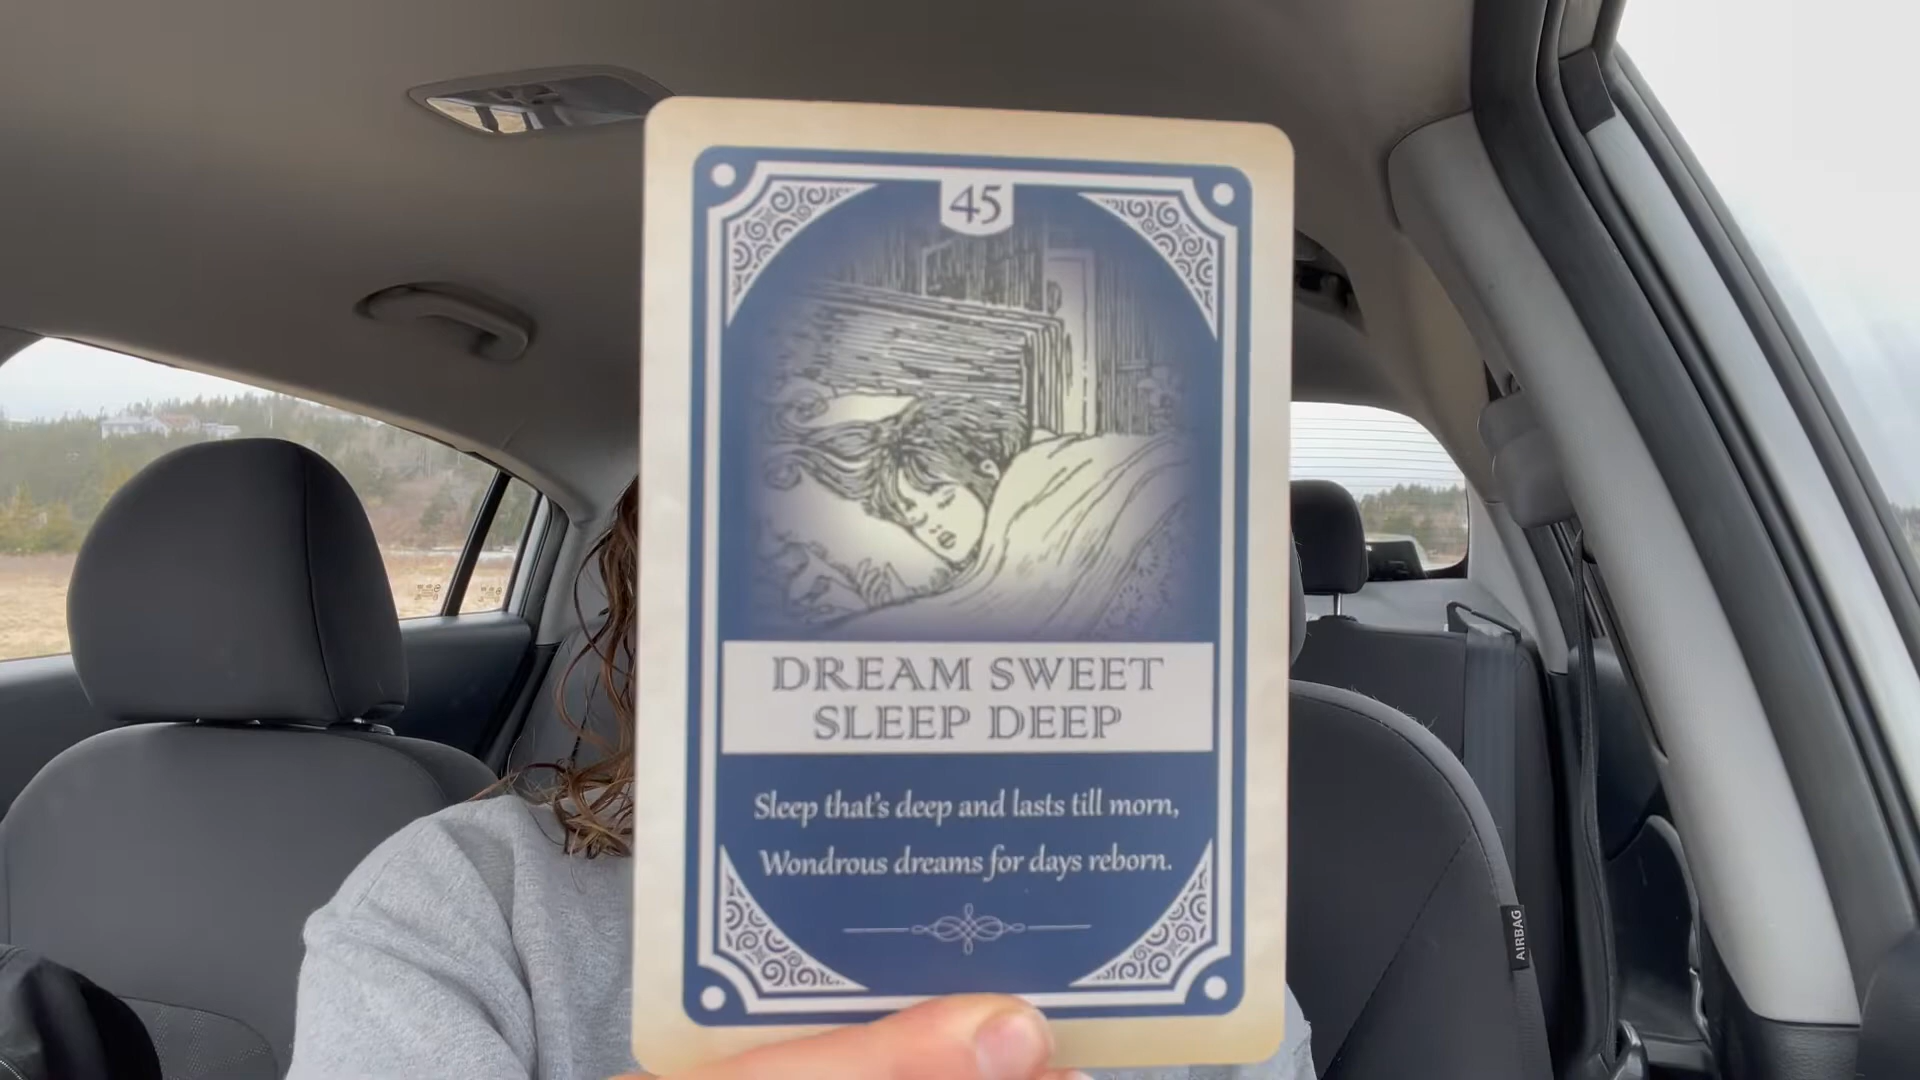 45
DREAM SWEET
SLEEP DEEP
Sleep that's deep and lasts till morn,
Wondrous dreams for days reborn.
AIRBAG